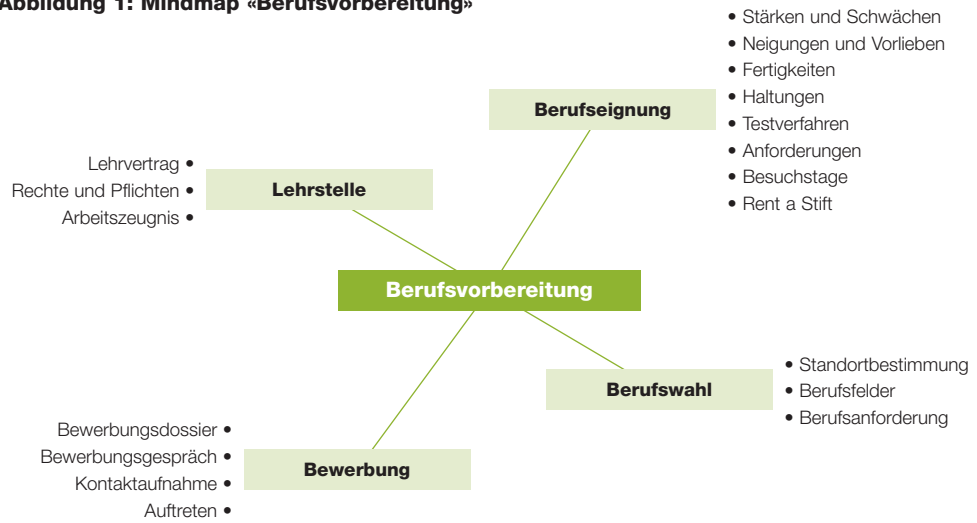 Abbildung 1: Mindmap «Berufsvorbereitung»
• Stärken und Schwächen
• Neigungen und Vorlieben
• Fertigkeiten
• Haltungen
• Testverfahren
• Anforderungen
• Besuchstage
• Rent a Stift
Berufseignung
Lehrvertrag •
Rechte und Pflichten •
Arbeitszeugnis •
Lehrstelle
Berufsvorbereitung
Berufswahl
• Standortbestimmung
• Berufsfelder
• Berufsanforderung
Bewerbungsdossier •
Bewerbungsgespräch •
Kontaktaufnahme •
Auftreten •
Bewerbung